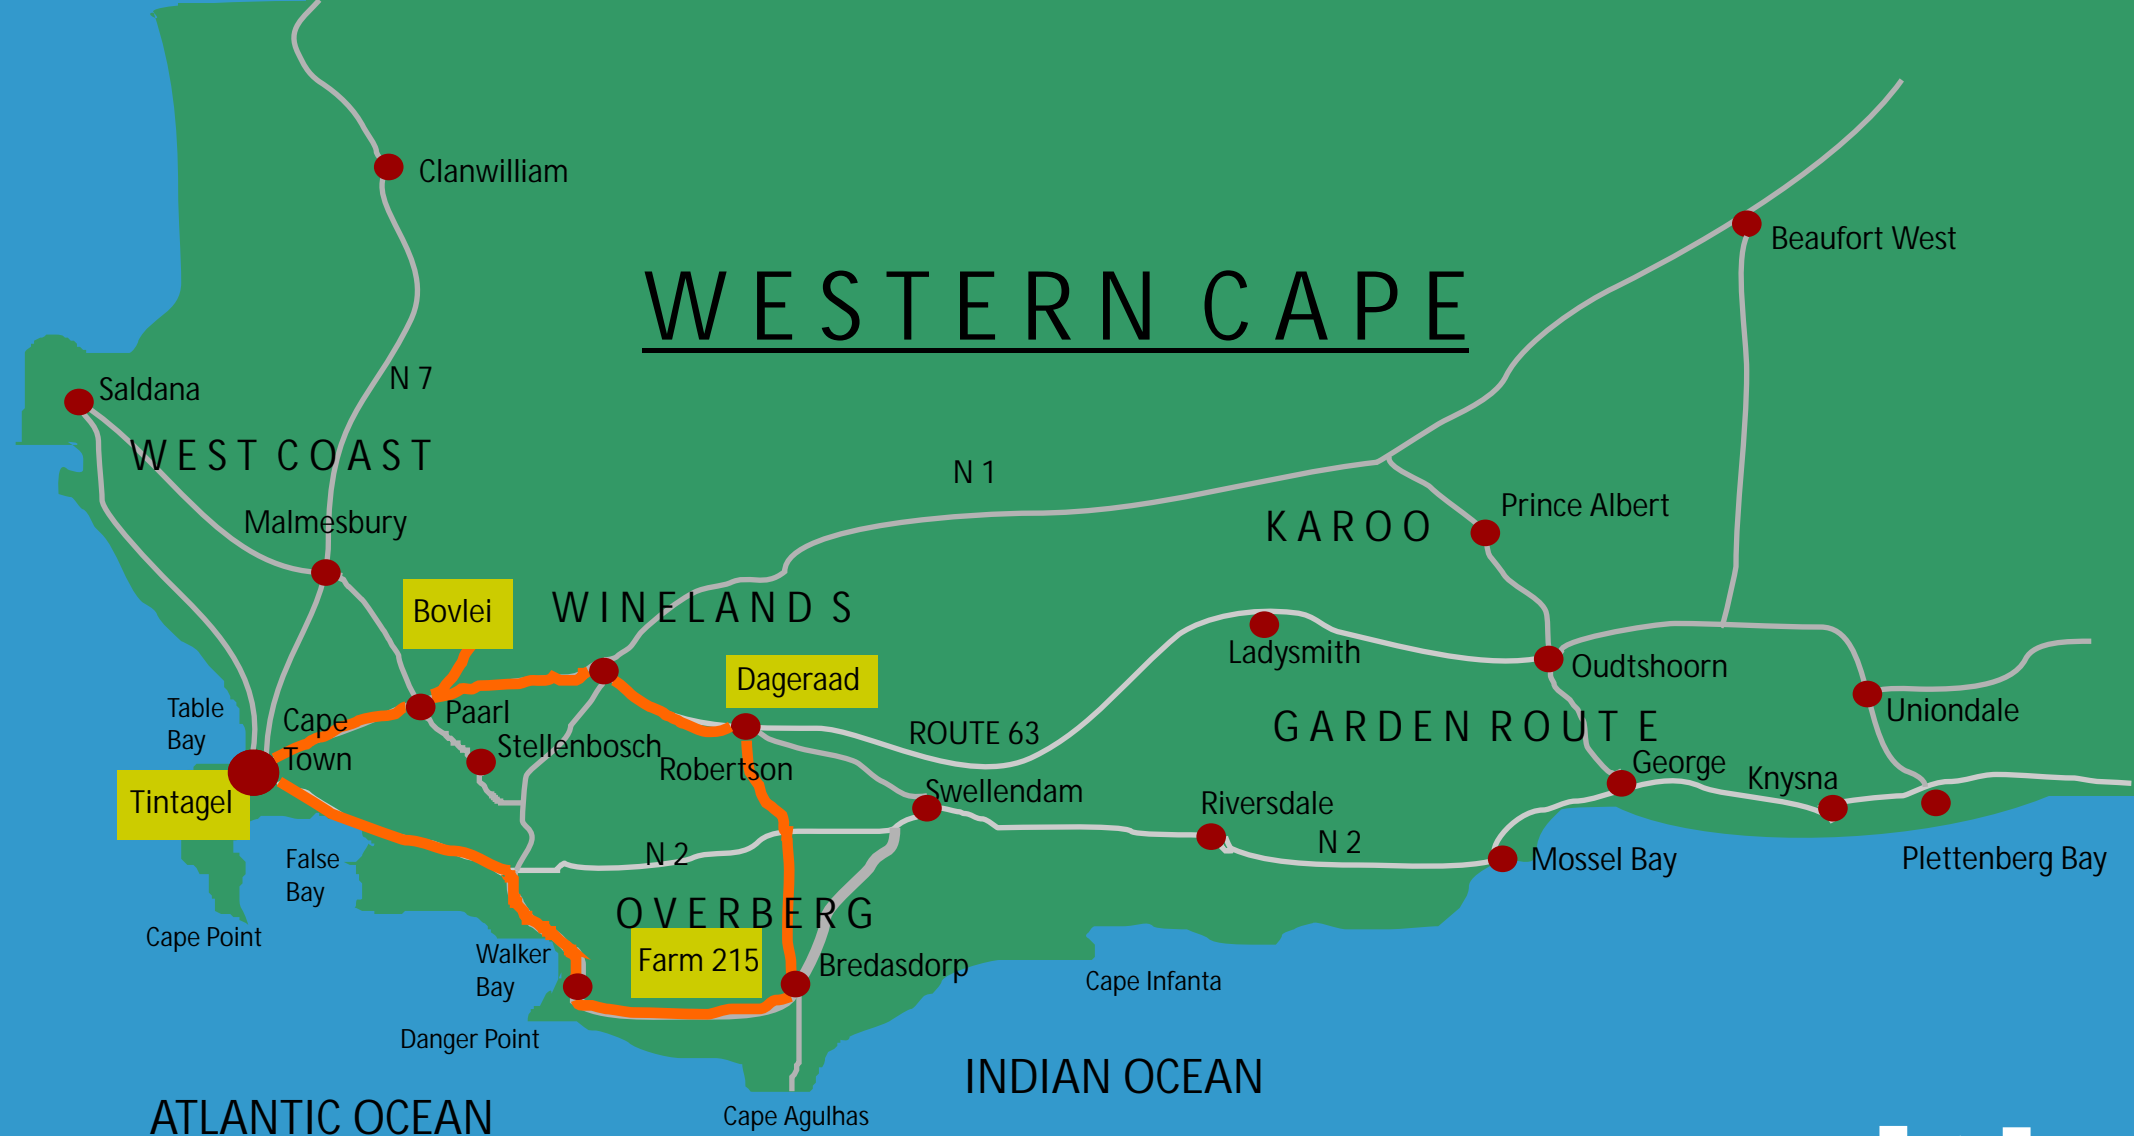 Clanwilliam
Beaufort West
WESTERN CAPE
N 7
Saldana
WEST COAST
N 1
Prince Albert
KAROO
Malmesbury
Bovlei
WINELANDS
Ladysmith
Oudtshoorn
Dageraad
Table
Bay
Cape
Town
Paarl
Uniondale
GARDEN ROUTE
ROUTE 63
Stellenbosch
Robertson
George
Knysna
Tintagel
Swellendam
Riversdale
N 2
N 2
False
Bay
Mossel Bay
Plettenberg Bay
OVERBERG
Cape Point
Walker
Bay
Farm 215
Bredasdorp
Cape Infanta
Danger Point
INDIAN OCEAN
ATLANTIC OCEAN
Cape Agulhas